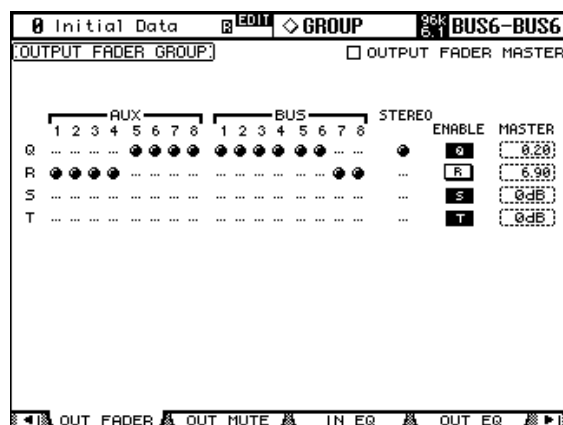 0 Initial Data R EDIT ◇GROUP 96K 6.1 BUS6-BUS6
OUTPUT FADER GROUP OUTPUT FADER MASTER
AUX BUS STEREO
1 2 3 4 5 6 7 8 1 2 3 4 5 6 7 8 ENABLE MASTER
Q ... ... ... ... ... ... Q 0.20
R ... R 6.90
S ... ... ... ... ... ... ... ... ... ... ... ... ... ... ... ... ... S 0dB
T ... ... ... ... ... ... ... ... ... ... ... ... ... ... ... ... ... T 0dB
OUT FADER OUT MUTE IN EQ OUT EQ